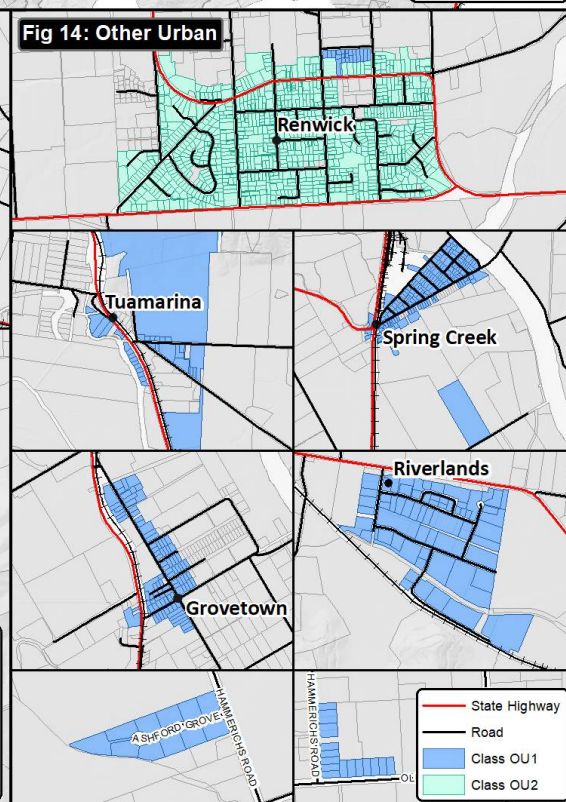 Fig 14: Other Urban
Renwick
Tuamarina
Spring Creek
Grovetown
Riverlands
ASHFORD GROVE
HAMMERICHS ROAD
HAMMERICHS ROAD
OL
State Highway
Road
Class OU1
Class OU2